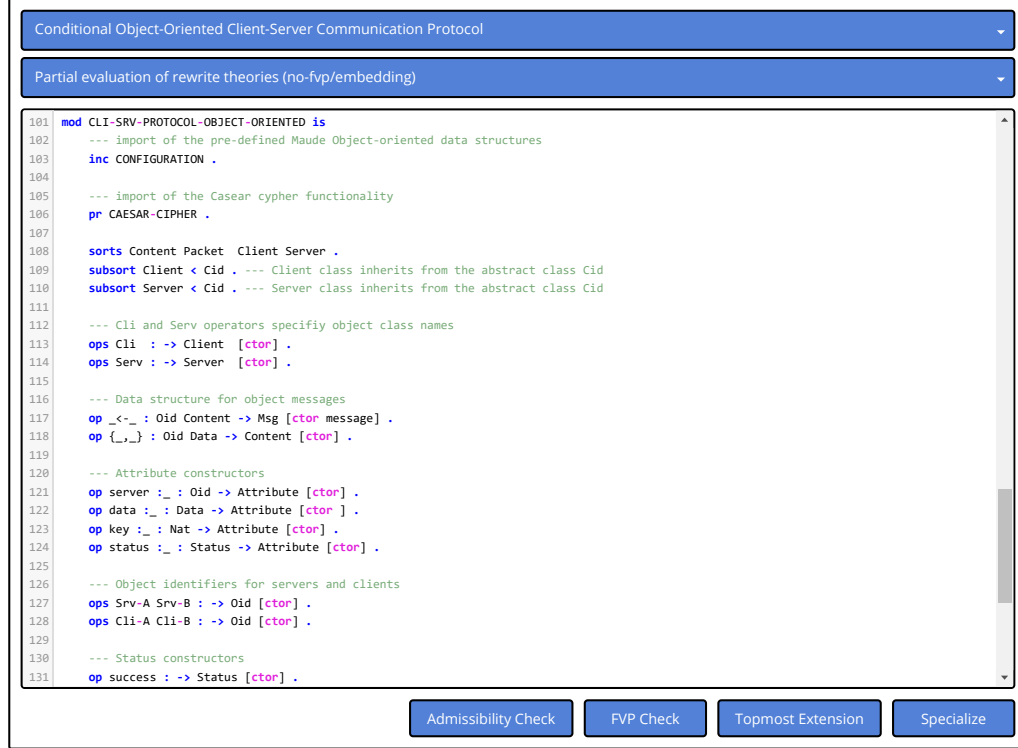 Conditional Object-Oriented Client-Server Communication Protocol
Partial evaluation of rewrite theories (no-fvp/embedding)
101 mod CLI-SRV-PROTOCOL-OBJECT-ORIENTED is
102 --- import of the pre-defined Maude Object-oriented data structures
103 inc CONFIGURATION .
104
105 --- import of the Casear cypher functionality
106 pr CAESAR-CIPHER .
107
108 sorts Content Packet  Client Server .
109 subsort Client < Cid . --- Client class inherits from the abstract class Cid
110 subsort Server < Cid . --- Server class inherits from the abstract class Cid
111
112 --- Cli and Serv operators specifiy object class names
113 ops Cli  : -> Client  [ctor] .
114 ops Serv : -> Server  [ctor] .
115
116 --- Data structure for object messages
117 op _<-_ : Oid Content -> Msg [ctor message] .
118 op {_,_} : Oid Data -> Content [ctor] .
119
120 --- Attribute constructors
121 op server :_ : Oid -> Attribute [ctor] .
122 op data :_ : Data -> Attribute [ctor ] .
123 op key :_ : Nat -> Attribute [ctor] .
124 op status :_ : Status -> Attribute [ctor] .
125
126 --- Object identifiers for servers and clients
127 ops Srv-A Srv-B : -> Oid [ctor] .
128 ops Cli-A Cli-B : -> Oid [ctor] .
129
130 --- Status constructors
131 op success : -> Status [ctor] .
Admissibility Check FVP Check Topmost Extension Specialize